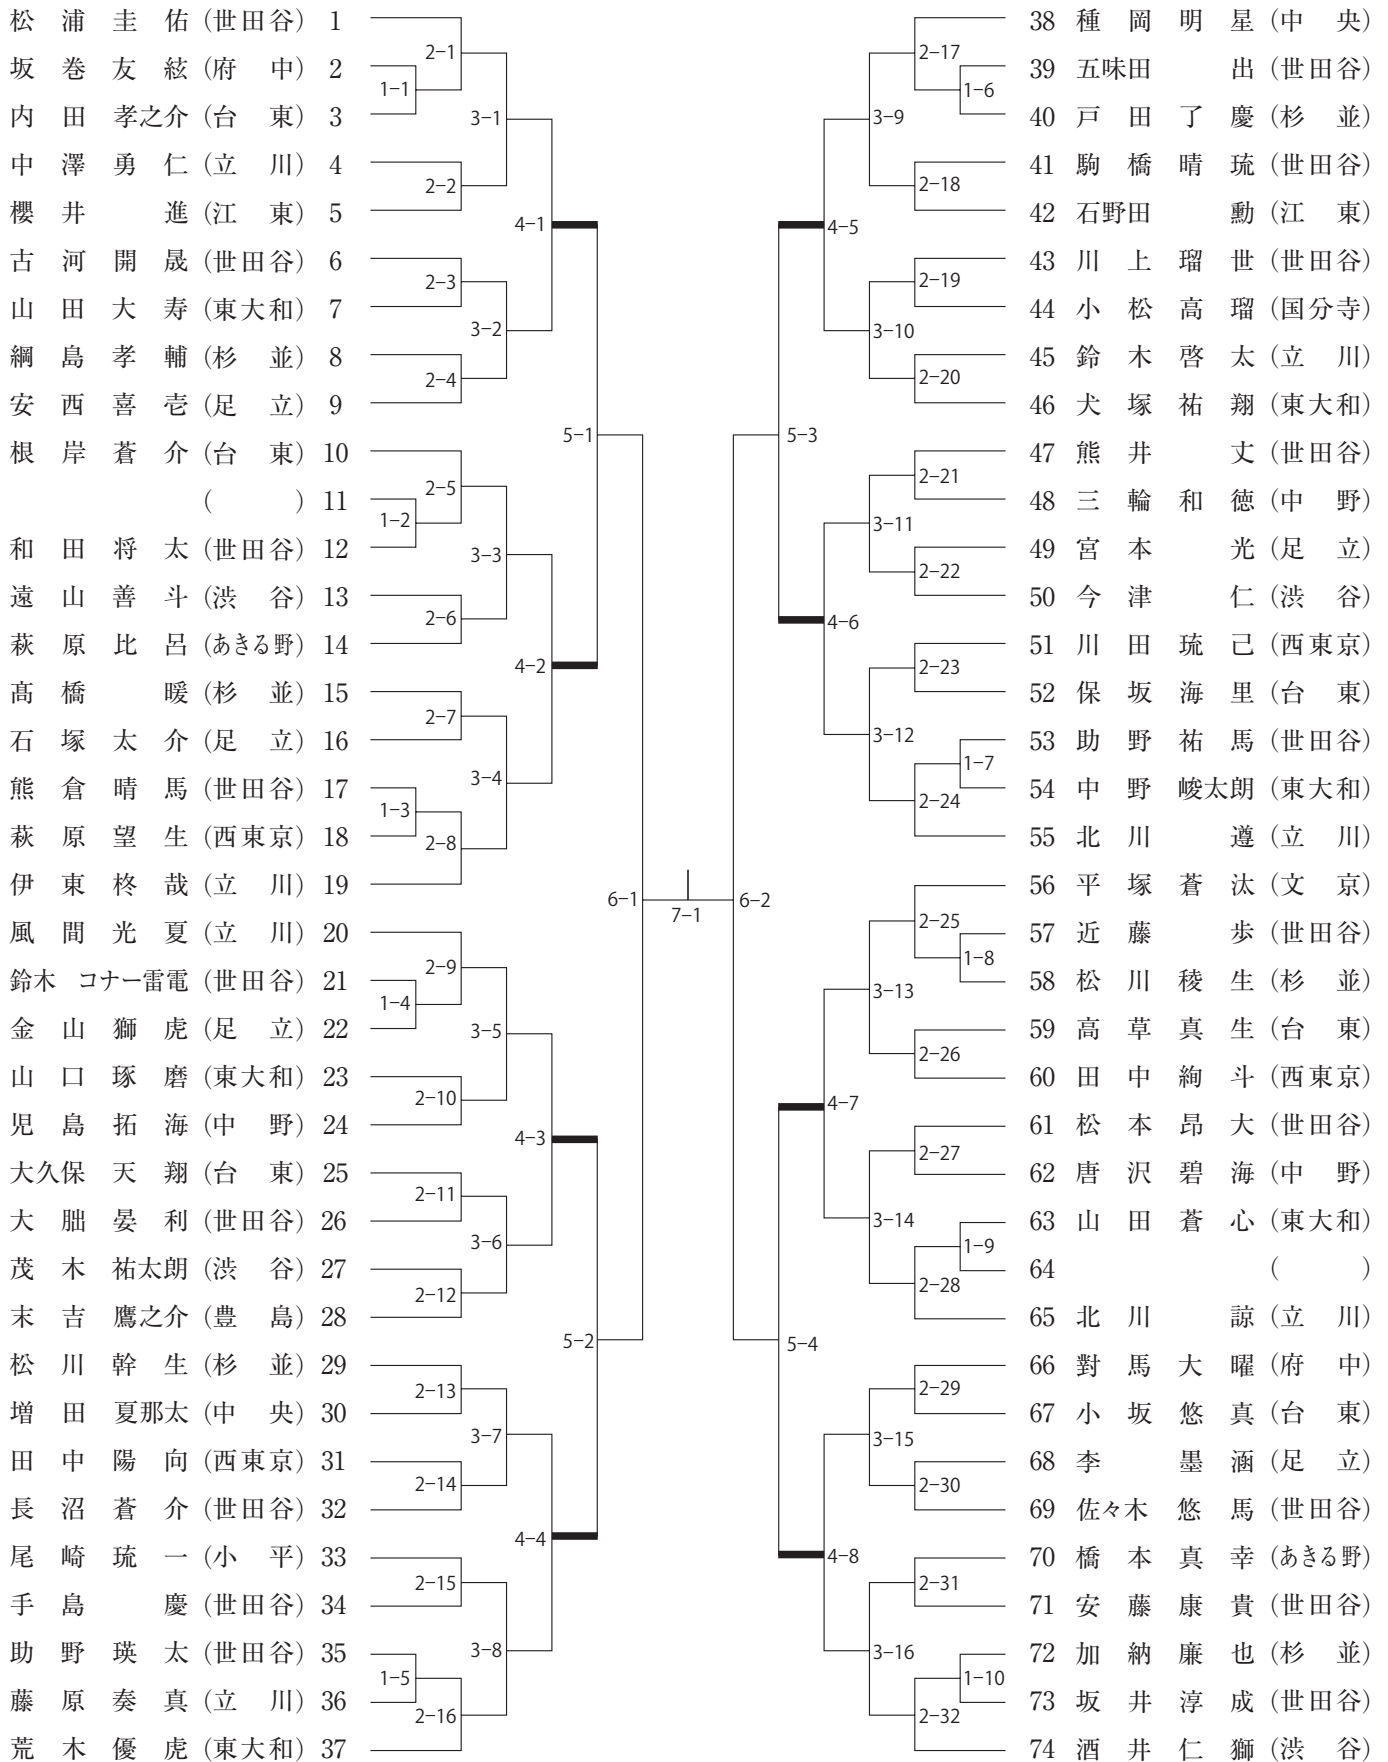 松浦圭佑 (世田谷) 1
坂巻友絃 (府中) 2
内田孝之介 (台東) 3
中澤勇仁 (立川) 4
櫻井進 (江東) 5
古河開晟 (世田谷) 6
山田大寿 (東大和) 7
綱島孝輔 (杉並) 8
安西喜壱 (足立) 9
根岸蒼介 (台東) 10
( ) 11
和田将太 (世田谷) 12
遠山善斗 (渋谷) 13
萩原比呂 (あきる野) 14
髙橋暖 (杉並) 15
石塚太介 (足立) 16
熊倉晴馬 (世田谷) 17
萩原望生 (西東京) 18
伊東柊哉 (立川) 19
風間光夏 (立川) 20
鈴木 コナー雷電 (世田谷) 21
金山獅虎 (足立) 22
山口琢磨 (東大和) 23
児島拓海 (中野) 24
大久保天翔 (台東) 25
大朏晏利 (世田谷) 26
茂木祐太朗 (渋谷) 27
末吉鷹之介 (豊島) 28
松川幹生 (杉並) 29
増田夏那太 (中央) 30
田中陽向 (西東京) 31
長沼蒼介 (世田谷) 32
尾崎琉一 (小平) 33
手島慶 (世田谷) 34
助野瑛太 (世田谷) 35
藤原奏真 (立川) 36
荒木優虎 (東大和) 37
1-1
1-2
1-3
1-4
1-5
2-1
2-2
2-3
2-4
2-5
2-6
2-7
2-8
2-9
2-10
2-11
2-12
2-13
2-14
2-15
2-16
3-1
3-2
3-3
3-4
3-5
3-6
3-7
3-8
4-1
4-2
4-3
4-4
5-1
5-2
6-1
7-1
6-2
5-3
5-4
4-5
4-6
4-7
4-8
3-9
3-10
3-11
3-12
3-13
3-14
3-15
3-16
2-17
2-18
2-19
2-20
2-21
2-22
2-23
2-24
2-25
2-26
2-27
2-28
2-29
2-30
2-31
2-32
1-6
1-7
1-8
1-9
1-10
38 種岡明星 (中央)
39 五味田出 (世田谷)
40 戸田了慶 (杉並)
41 駒橋晴琉 (世田谷)
42 石野田勳 (江東)
43 川上瑠世 (世田谷)
44 小松高瑠 (国分寺)
45 鈴木啓太 (立川)
46 犬塚祐翔 (東大和)
47 熊井丈 (世田谷)
48 三輪和徳 (中野)
49 宮本光 (足立)
50 今津仁 (渋谷)
51 川田琉己 (西東京)
52 保坂海里 (台東)
53 助野祐馬 (世田谷)
54 中野峻太朗 (東大和)
55 北川遵 (立川)
56 平塚蒼汰 (文京)
57 近藤歩 (世田谷)
58 松川稜生 (杉並)
59 高草真生 (台東)
60 田中絢斗 (西東京)
61 松本昂大 (世田谷)
62 唐沢碧海 (中野)
63 山田蒼心 (東大和)
64 ( )
65 北川諒 (立川)
66 對馬大曜 (府中)
67 小坂悠真 (台東)
68 李墨涵 (足立)
69 佐々木悠馬 (世田谷)
70 橋本真幸 (あきる野)
71 安藤康貴 (世田谷)
72 加納廉也 (杉並)
73 坂井淳成 (世田谷)
74 酒井仁獅 (渋谷)